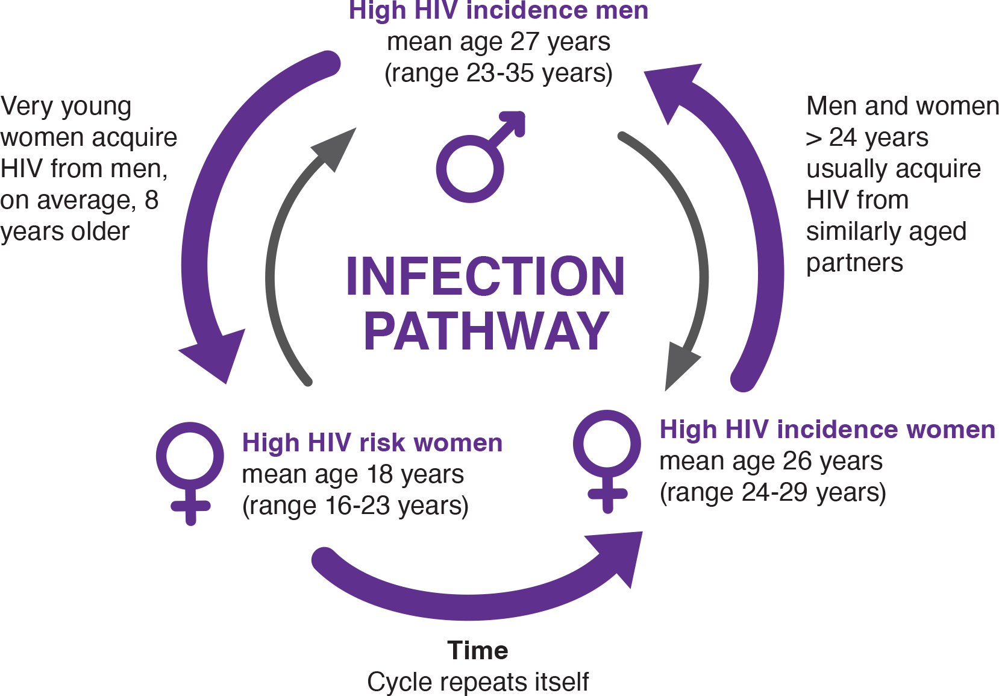 High HIV incidence men
mean age 27 years
(range 23-35 years)
Very young
women acquire
HIV from men,
on average, 8
years older
Men and women
> 24 years
usually acquire
HIV from
similarly aged
partners
INFECTION
PATHWAY
High HIV risk women
mean age 18 years
(range 16-23 years)
High HIV incidence women
mean age 26 years
(range 24-29 years)
Time
Cycle repeats itself